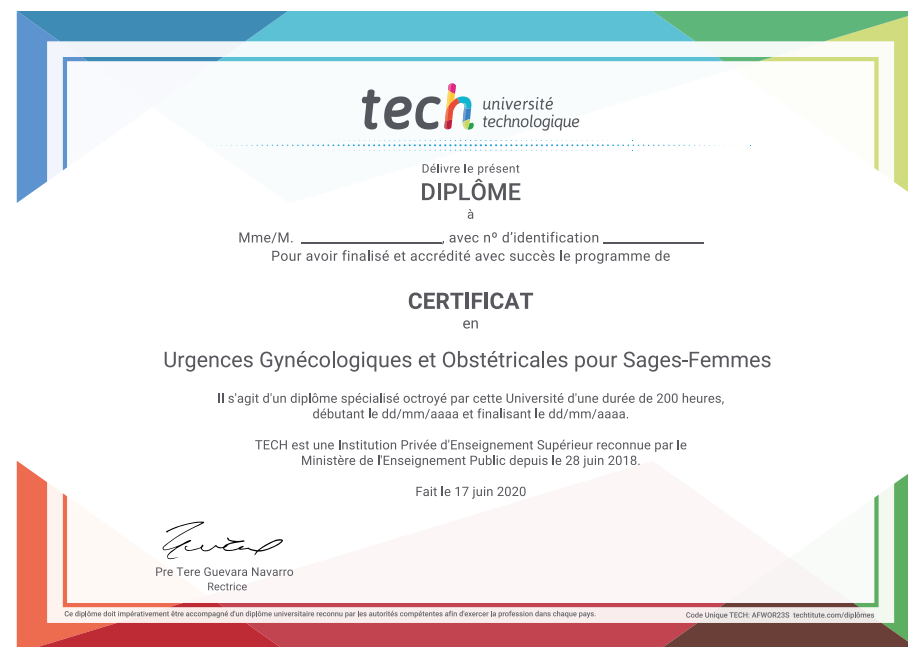 tech université
technologique
Délivre le présent
DIPLÔME
à
Mme/M. ____________________, avec nº d'identification ______________
Pour avoir finalisé et accrédité avec succès le programme de
CERTIFICAT
en
Urgences Gynécologiques et Obstétricales pour Sages-Femmes
Il s'agit d'un diplôme spécialisé octroyé par cette Université d'une durée de 200 heures,
débutant le dd/mm/aaaa et finalisant le dd/mm/aaaa.
TECH est une Institution Privée d'Enseignement Supérieur reconnue par le
Ministère de l'Enseignement Public depuis le 28 juin 2018.
Fait le 17 juin 2020
Pre Tere Guevara Navarro
Rectrice
Ce diplôme doit impérativement être accompagné d'un diplôme universitaire reconnu par les autorités compétentes afin d'exercer la profession dans chaque pays.
Code Unique TECH: AFWOR23S techtitute.com/diplômes